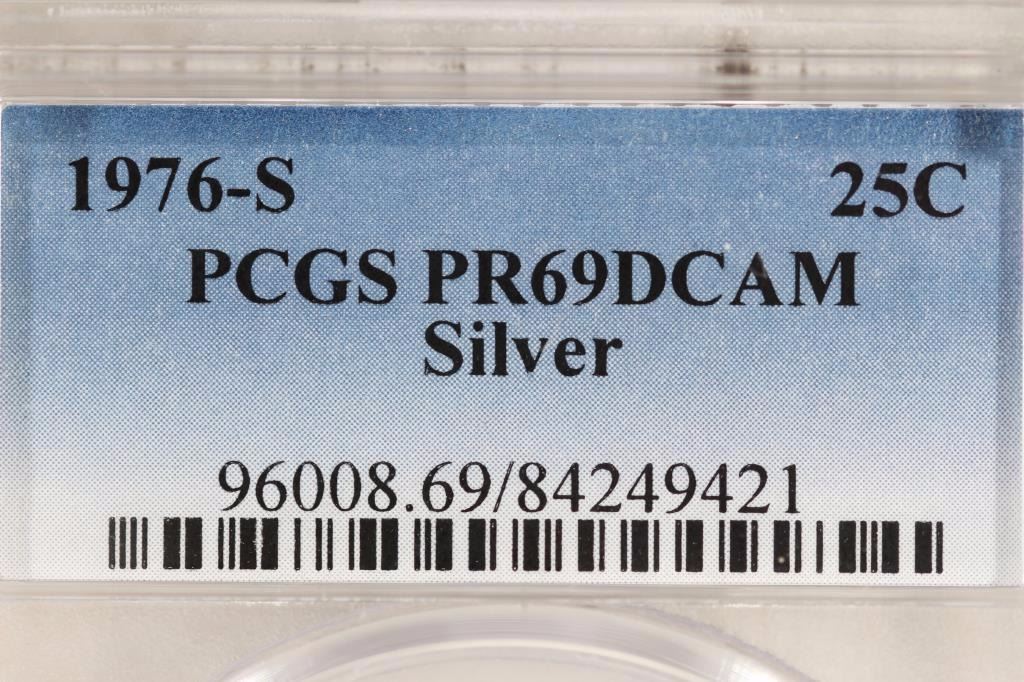 1976-S 25C
PCGS PR69DCAM
Silver
96008.69/84249421